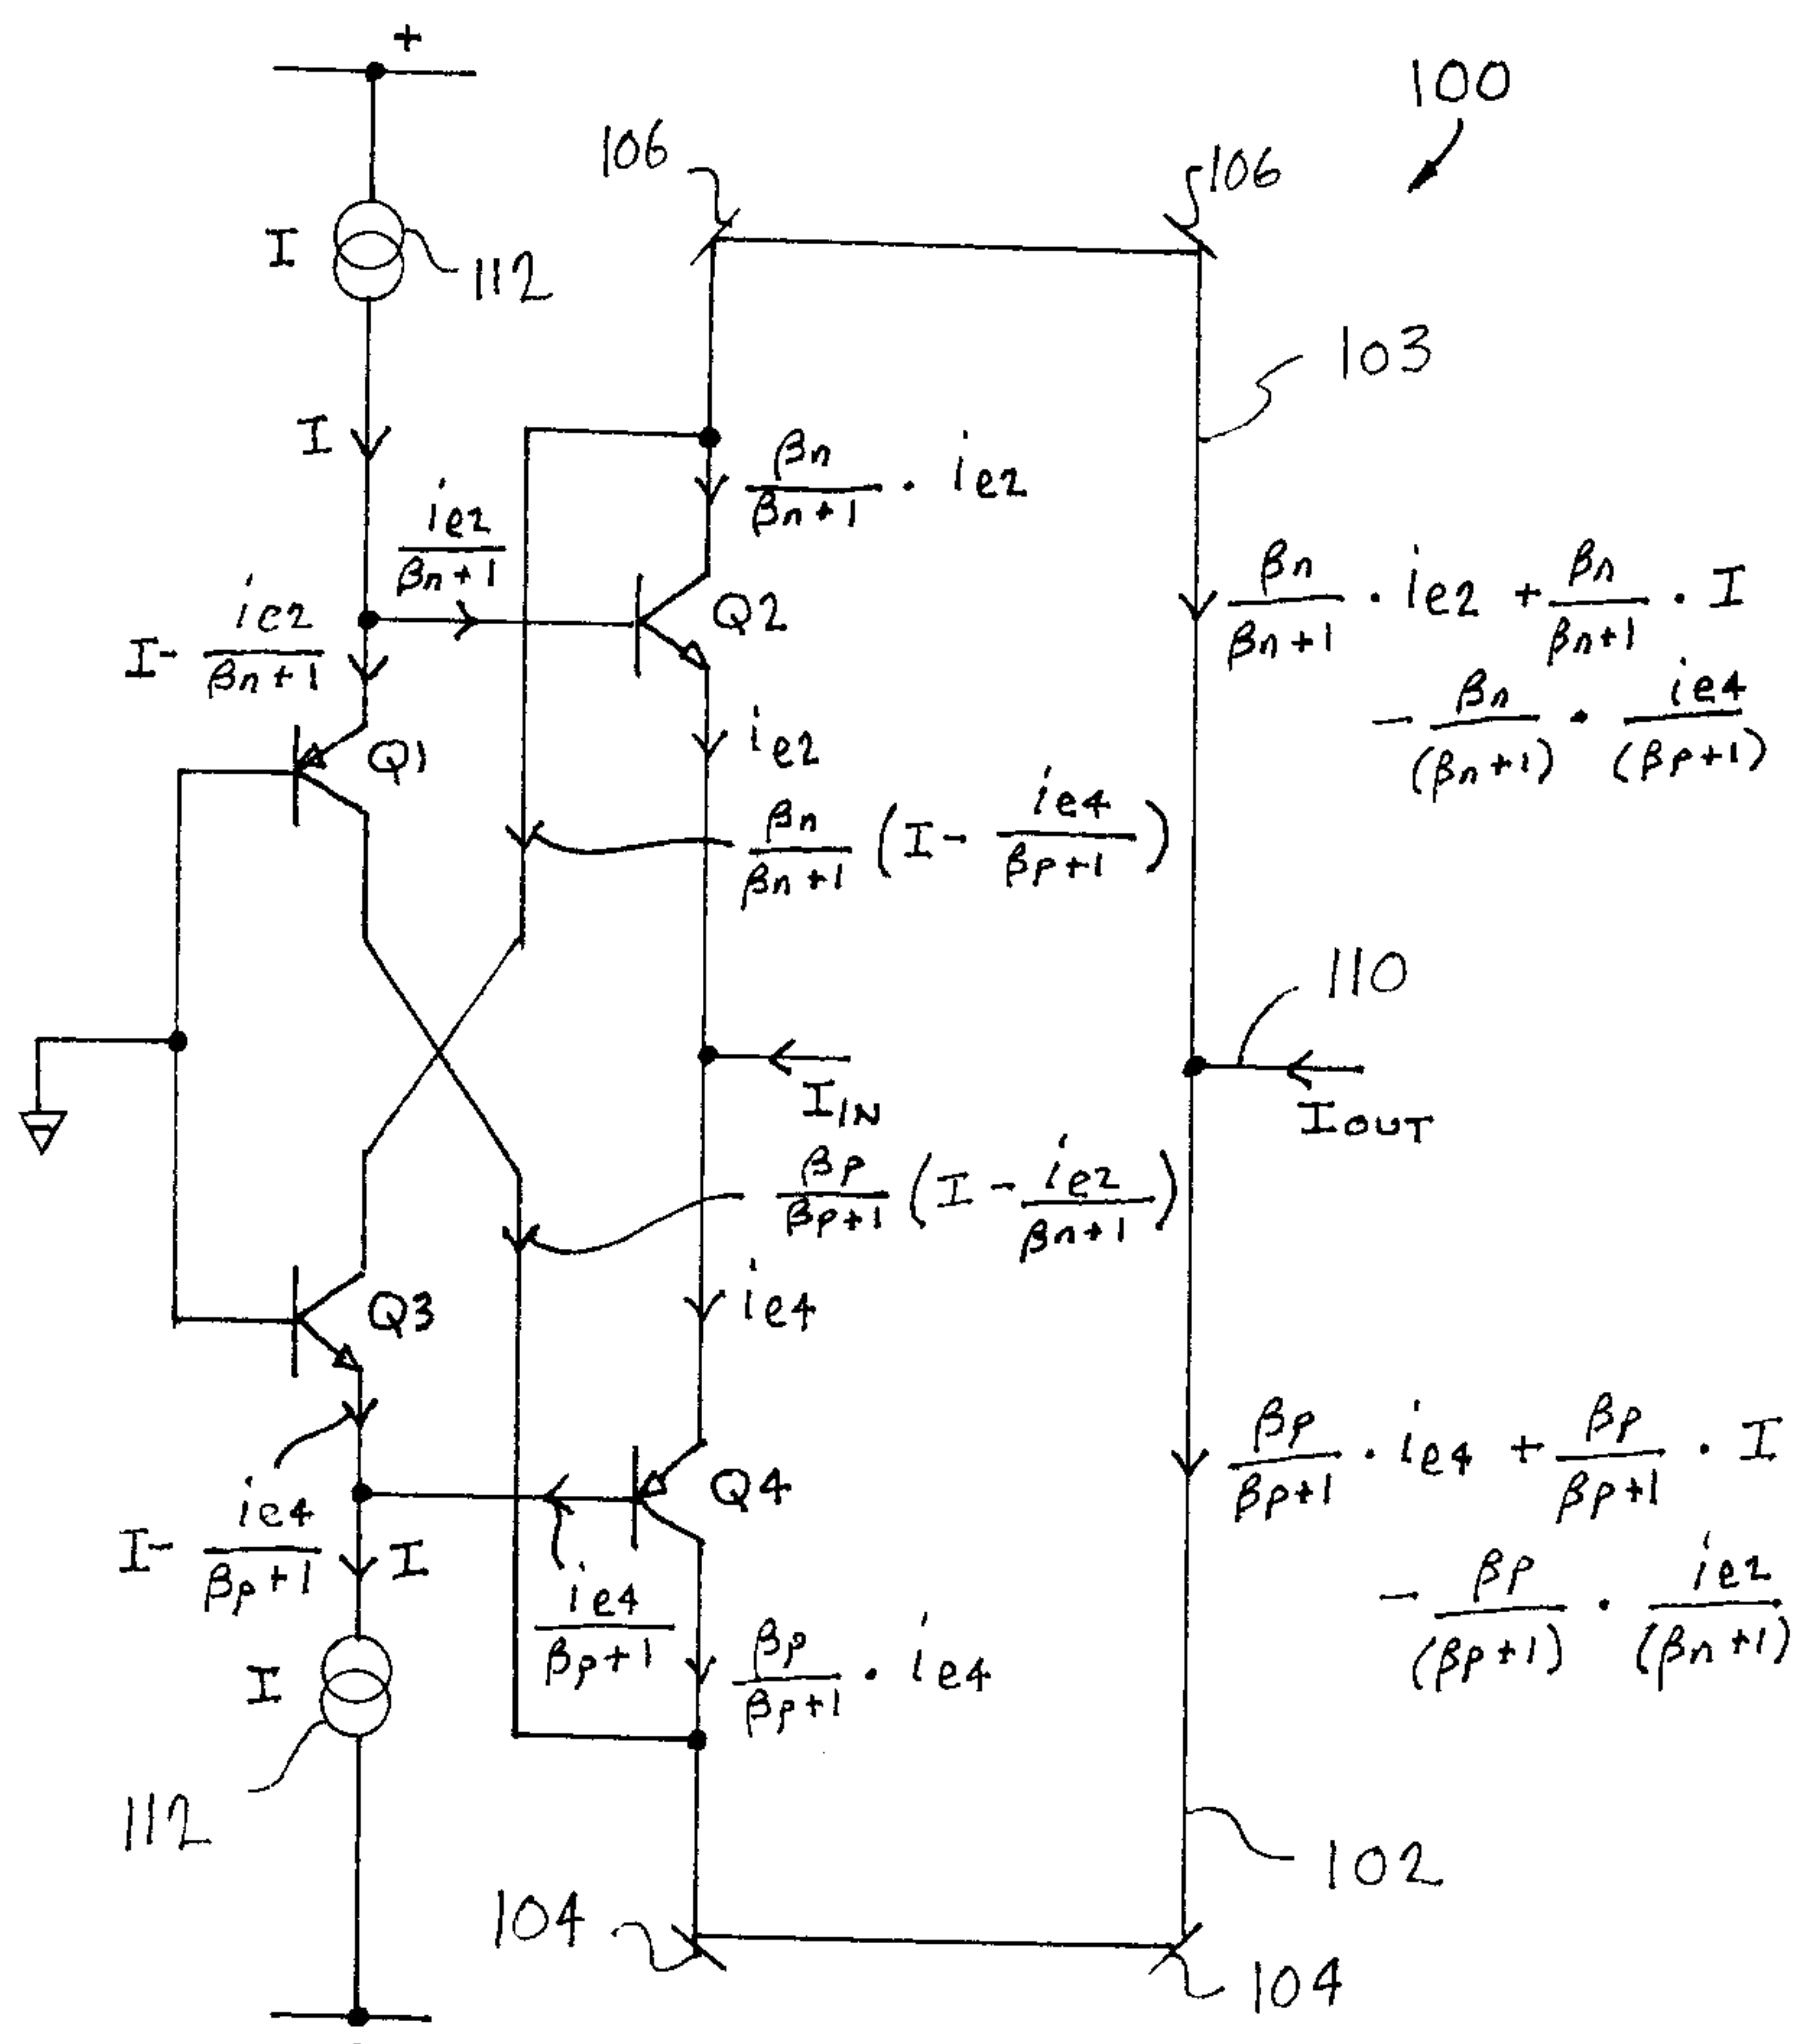 +
100
106
106
I
112
103
I
βn/(βn+1) · ie2
ie2/(βn+1)
Q2
βn/(βn+1) · ie2 + βn/(βn+1) · I
I - ie2/(βn+1)
- βn/(βn+1) · ie4/(βp+1)
Q1
ie2
βn/(βn+1) (I - ie4/(βp+1))
110
IIN
IOUT
βp/(βp+1) (I - ie2/(βn+1))
Q3
ie4
βp/(βp+1) · ie4 + βp/(βp+1) · I
Q4
I - ie4/(βp+1)
I
ie4/(βp+1)
- βp/(βp+1) · ie2/(βn+1)
I
βp/(βp+1) · ie4
112
102
104
104